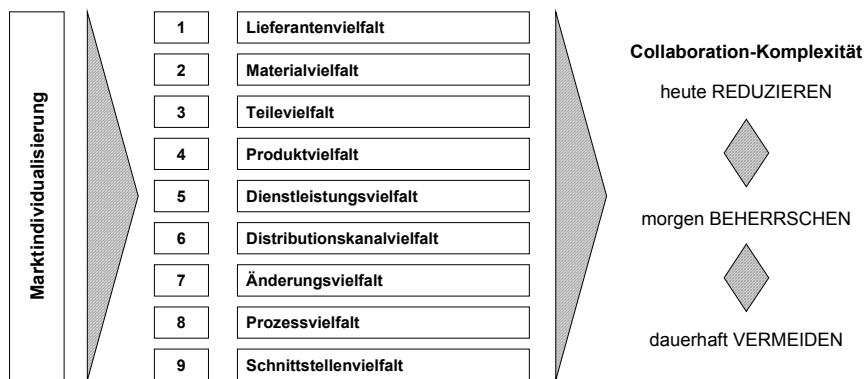 Marktindividualisierung
1 Lieferantenvielfalt
2 Materialvielfalt
3 Teilevielfalt
4 Produktvielfalt
5 Dienstleistungsvielfalt
6 Distributionskanalvielfalt
7 Änderungsvielfalt
8 Prozessvielfalt
9 Schnittstellenvielfalt
Collaboration-Komplexität
heute REDUZIEREN
morgen BEHERRSCHEN
dauerhaft VERMEIDEN